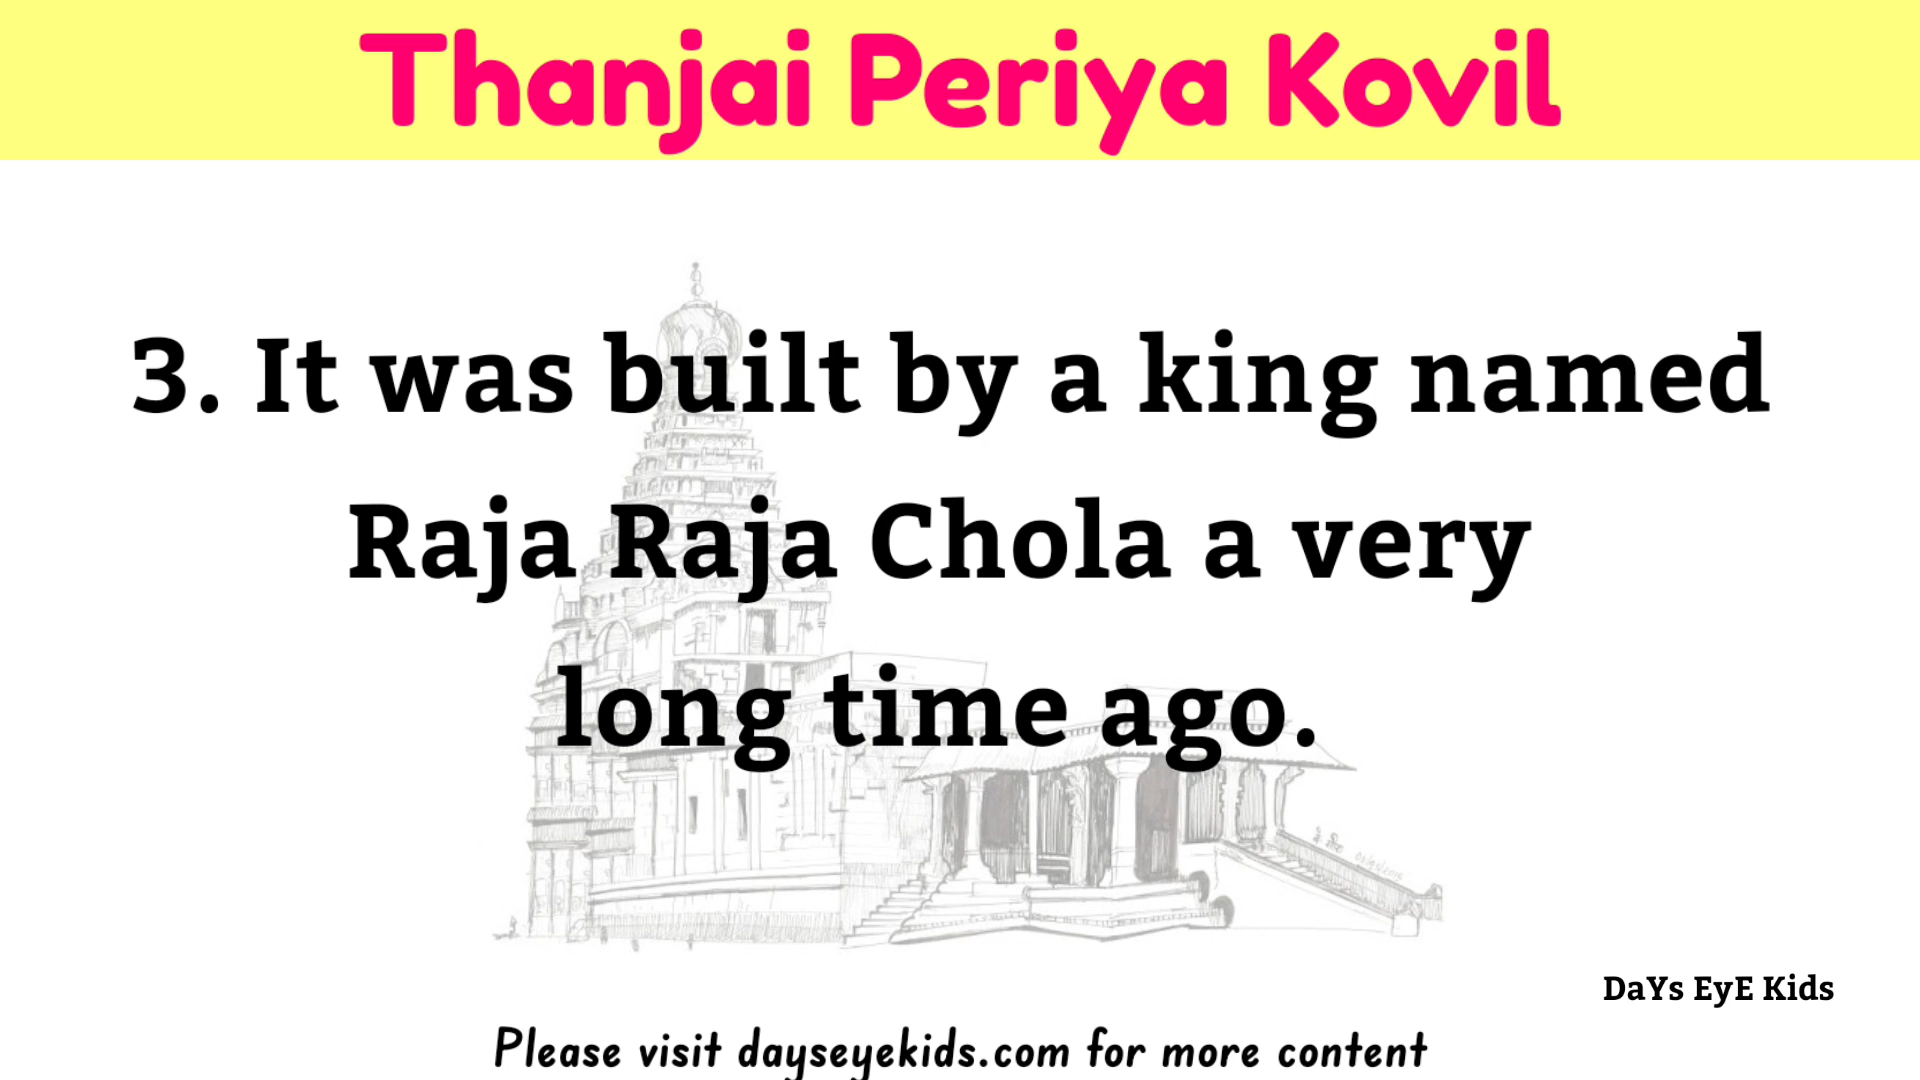 Thanjai Periya Kovil
3. It was built by a king named
Raja Raja Chola a very
long time ago.
DaYs EyE Kids
Please visit dayseyekids.com for more content